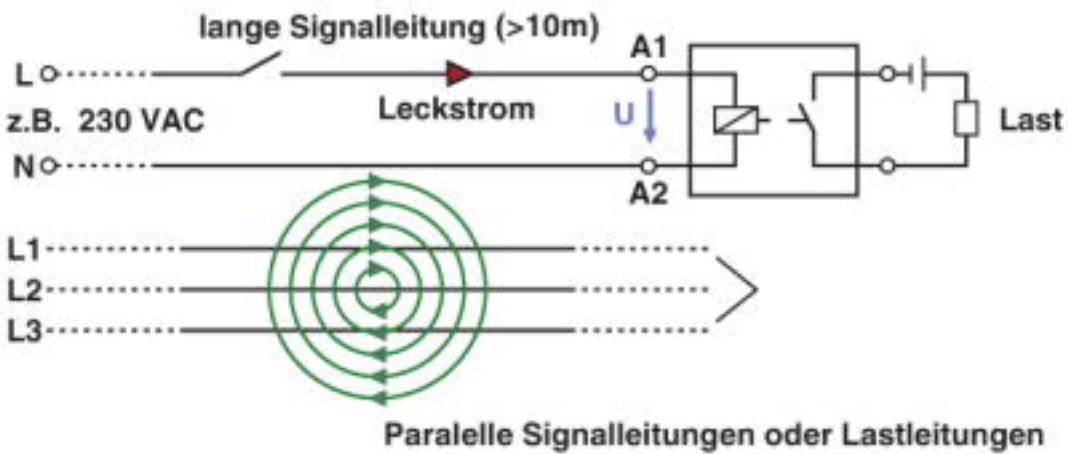 lange Signalleitung (>10m)
L
A1
Leckstrom
z.B. 230 VAC
U
Last
N
A2
L1
L2
L3
Paralelle Signalleitungen oder Lastleitungen